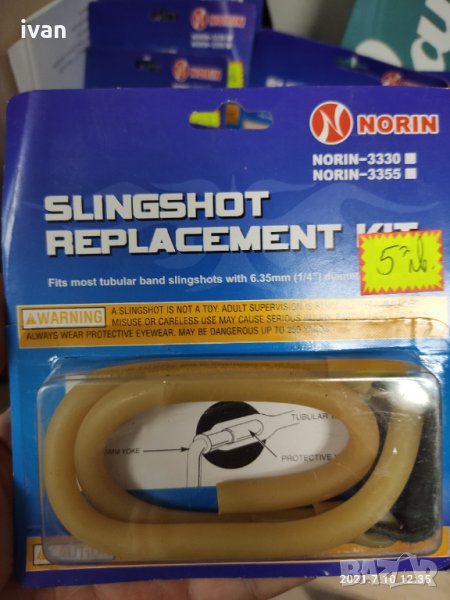 ivan
NORIN
NORIN-3330
NORIN-3355
SLINGSHOT
REPLACEMENT KIT
Fits most tubular band slingshots with 6.35mm (1/4")
5
лв.
WARNING A SLINGSHOT IS NOT A TOY. ADULT SUPERVISION IS
MISUSE OR CARELESS USE MAY CAUSE SERIOUS
ALWAYS WEAR PROTECTIVE EYEWEAR. MAY BE DANGEROUS UP TO
TUBULAR
YOKE
PROTECTIVE
CAUTION
BAZAR
2021.7.10 12:35